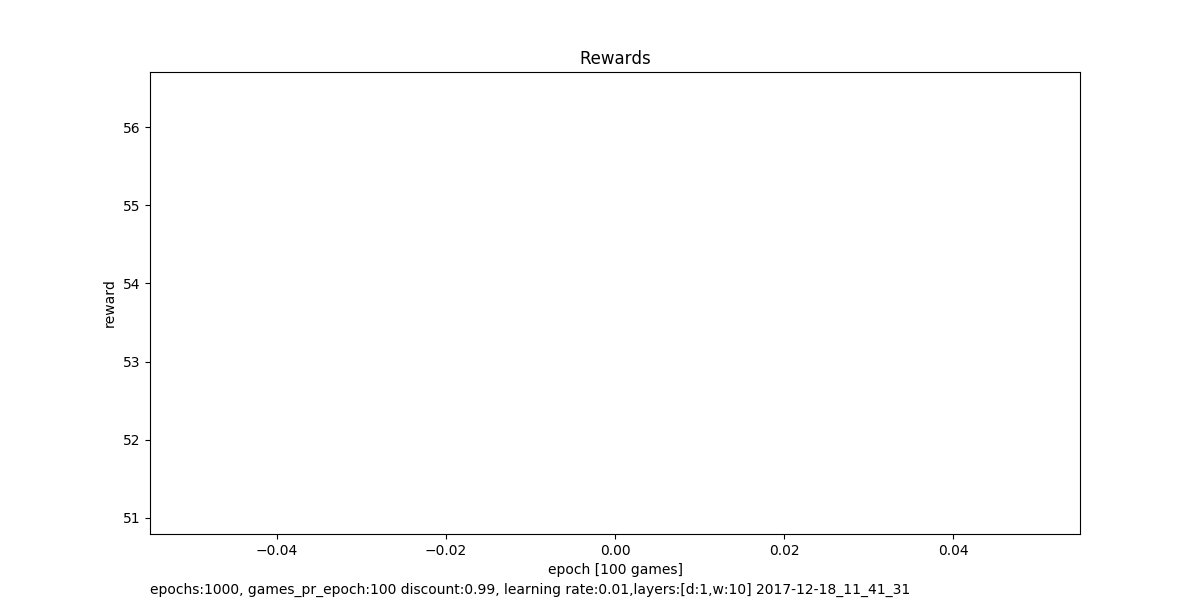 Rewards
56
55
54
53
52
51
reward
−0.04
−0.02
0.00
0.02
0.04
epoch [100 games]
epochs:1000, games_pr_epoch:100 discount:0.99, learning rate:0.01,layers:[d:1,w:10] 2017-12-18_11_41_31